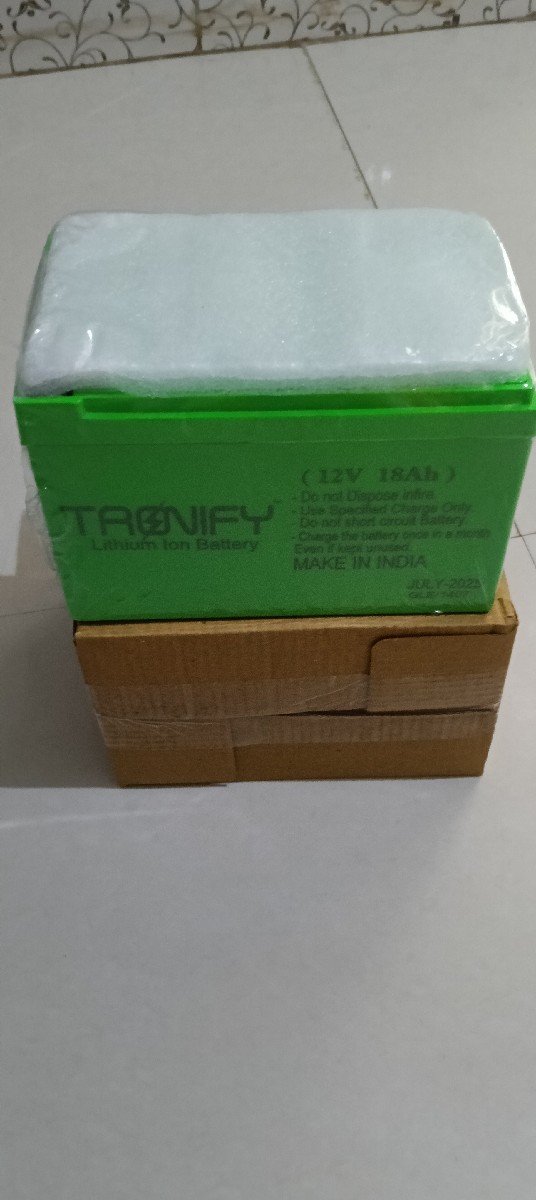 ( 12V 18Ah )
- Do not Dispose Infire.
- Use Specified Charge Only.
- Do not short circuit Battery.
- Charge the battery once in a month
Even if kept unused.
MAKE IN INDIA
TRONIFY
Lithium Ion Battery
JULY-2025